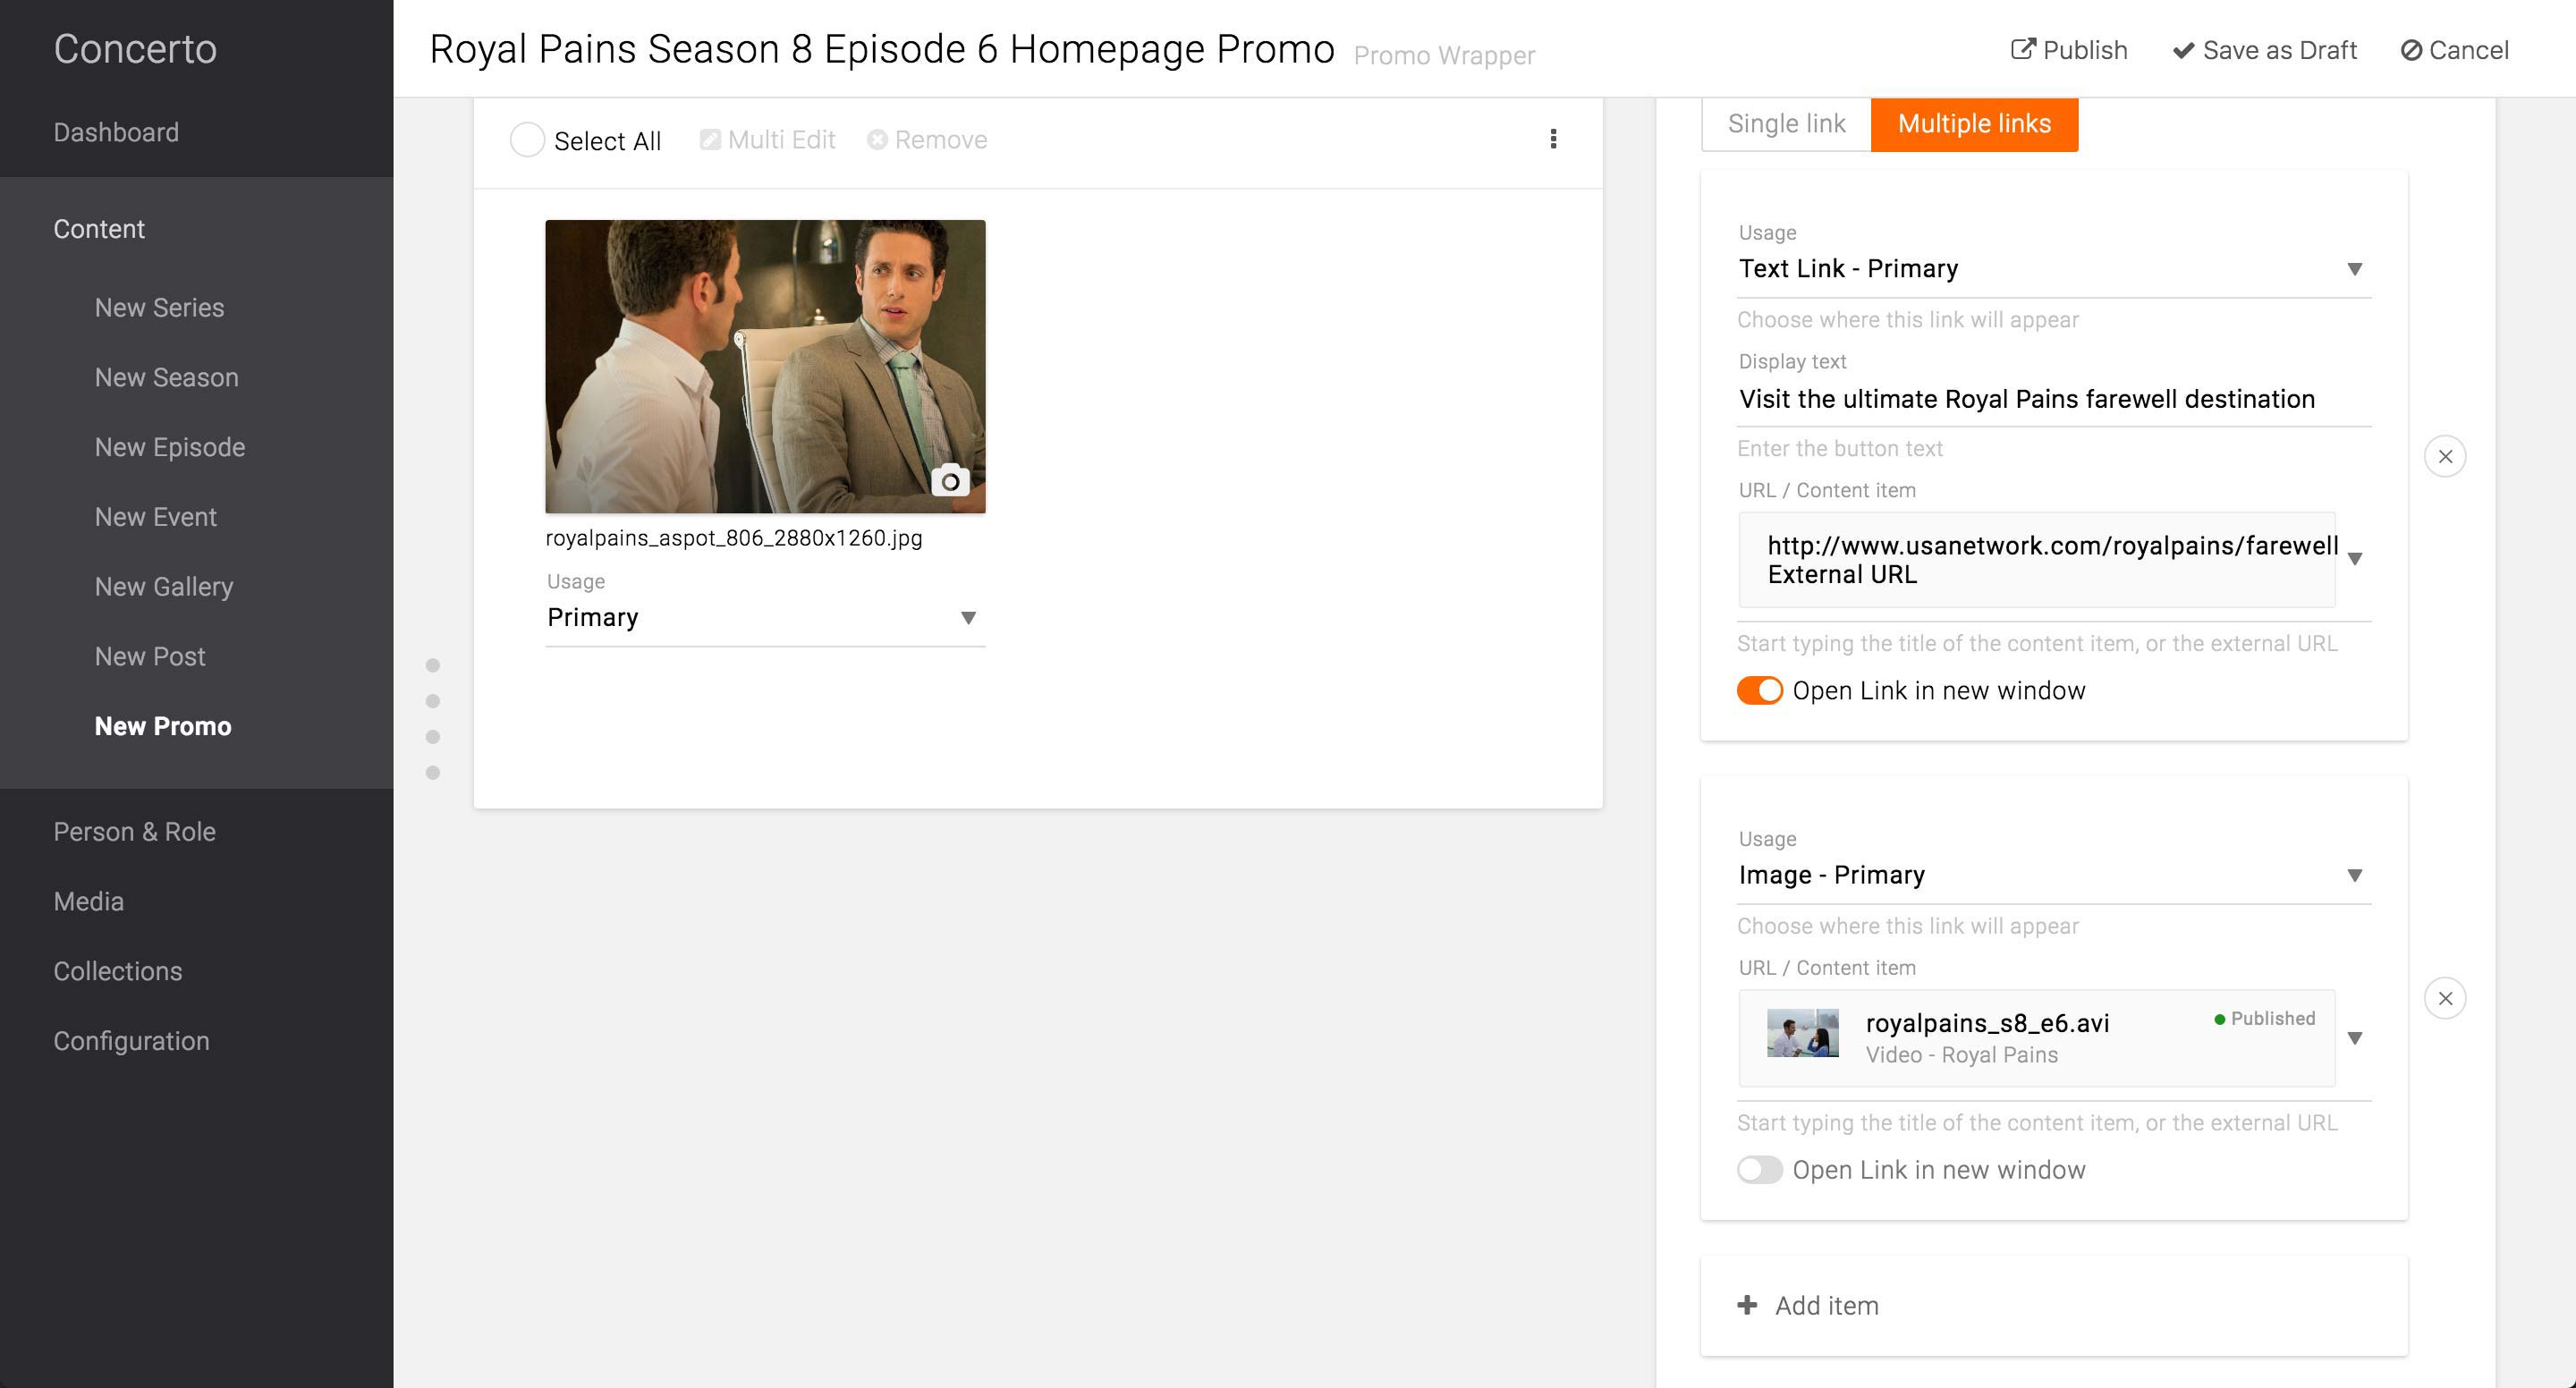 Concerto
Dashboard
Content
New Series
New Season
New Episode
New Event
New Gallery
New Post
New Promo
Person & Role
Media
Collections
Configuration
Royal Pains Season 8 Episode 6 Homepage Promo Promo Wrapper
Publish Save as Draft Cancel
Select All Multi Edit Remove
royalpains_aspot_806_2880x1260.jpg
Usage
Primary
Single link Multiple links
Usage
Text Link - Primary
Choose where this link will appear
Display text
Visit the ultimate Royal Pains farewell destination
Enter the button text
URL / Content item
http://www.usanetwork.com/royalpains/farewell
External URL
Start typing the title of the content item, or the external URL
Open Link in new window
Usage
Image - Primary
Choose where this link will appear
URL / Content item
royalpains_s8_e6.avi Published
Video - Royal Pains
Start typing the title of the content item, or the external URL
Open Link in new window
Add item